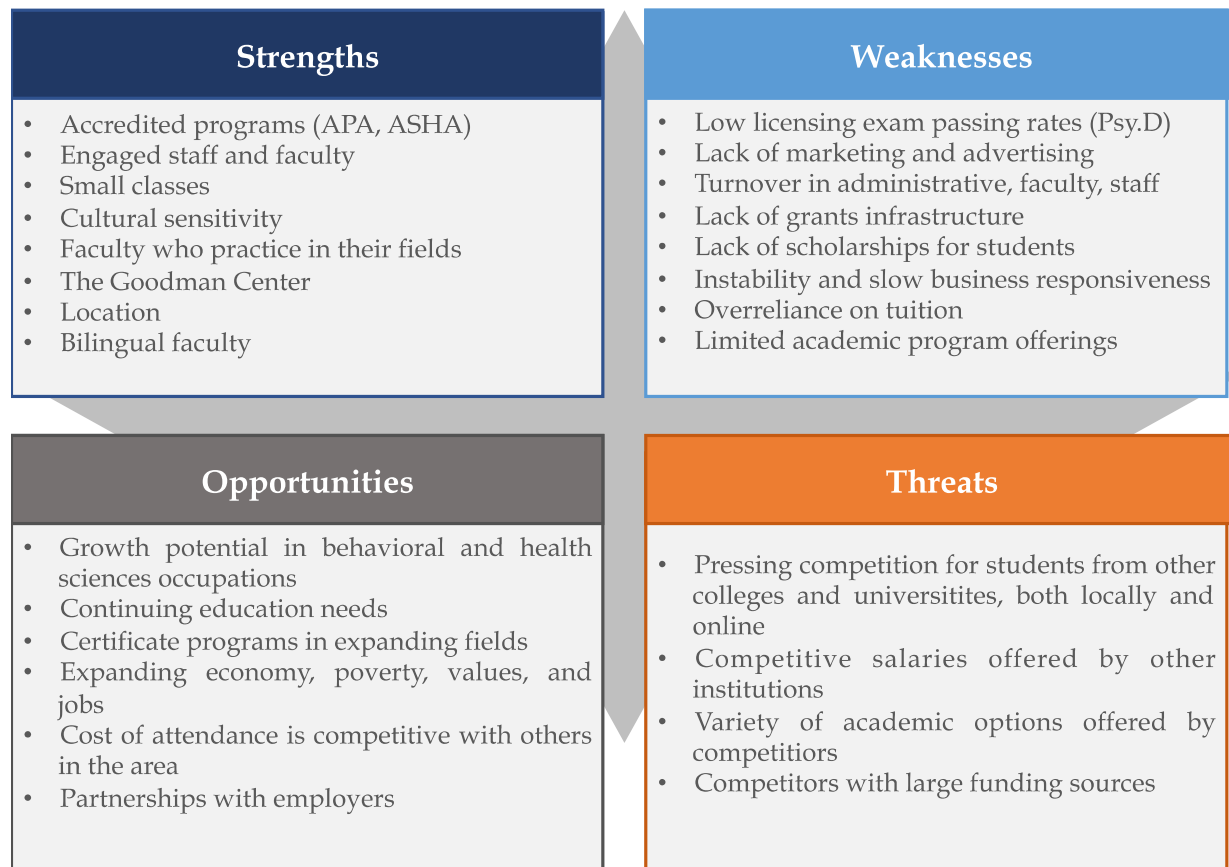 Strengths
• Accredited programs (APA, ASHA)
• Engaged staff and faculty
• Small classes
• Cultural sensitivity
• Faculty who practice in their fields
• The Goodman Center
• Location
• Bilingual faculty
Weaknesses
• Low licensing exam passing rates (Psy.D)
• Lack of marketing and advertising
• Turnover in administrative, faculty, staff
• Lack of grants infrastructure
• Lack of scholarships for students
• Instability and slow business responsiveness
• Overreliance on tuition
• Limited academic program offerings
Opportunities
• Growth potential in behavioral and health
sciences occupations
• Continuing education needs
• Certificate programs in expanding fields
• Expanding economy, poverty, values, and
jobs
• Cost of attendance is competitive with others
in the area
• Partnerships with employers
Threats
• Pressing competition for students from other
colleges and universitites, both locally and
online
• Competitive salaries offered by other
institutions
• Variety of academic options offered by
competitiors
• Competitors with large funding sources